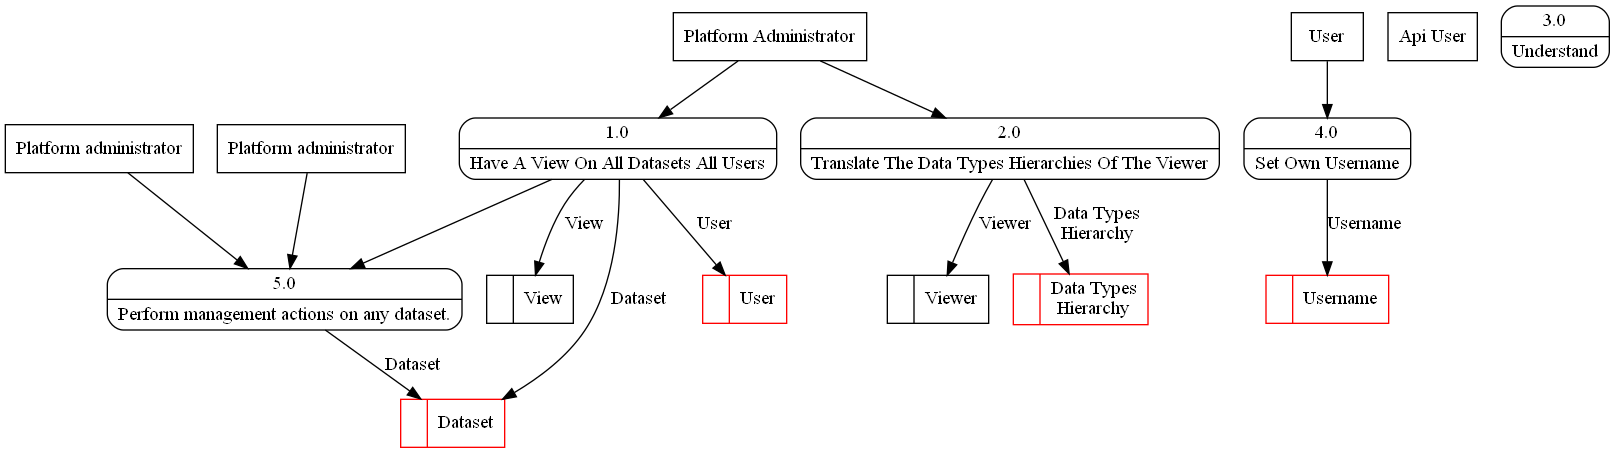 Platform Administrator
User
Api User
3.0
Understand
Platform administrator
Platform administrator
1.0
Have A View On All Datasets All Users
2.0
Translate The Data Types Hierarchies Of The Viewer
4.0
Set Own Username
View
User
Viewer
Data Types
Hierarchy
Username
5.0
Perform management actions on any dataset.
View
Dataset
User
Viewer
Data Types
Hierarchy
Username
Dataset
Dataset